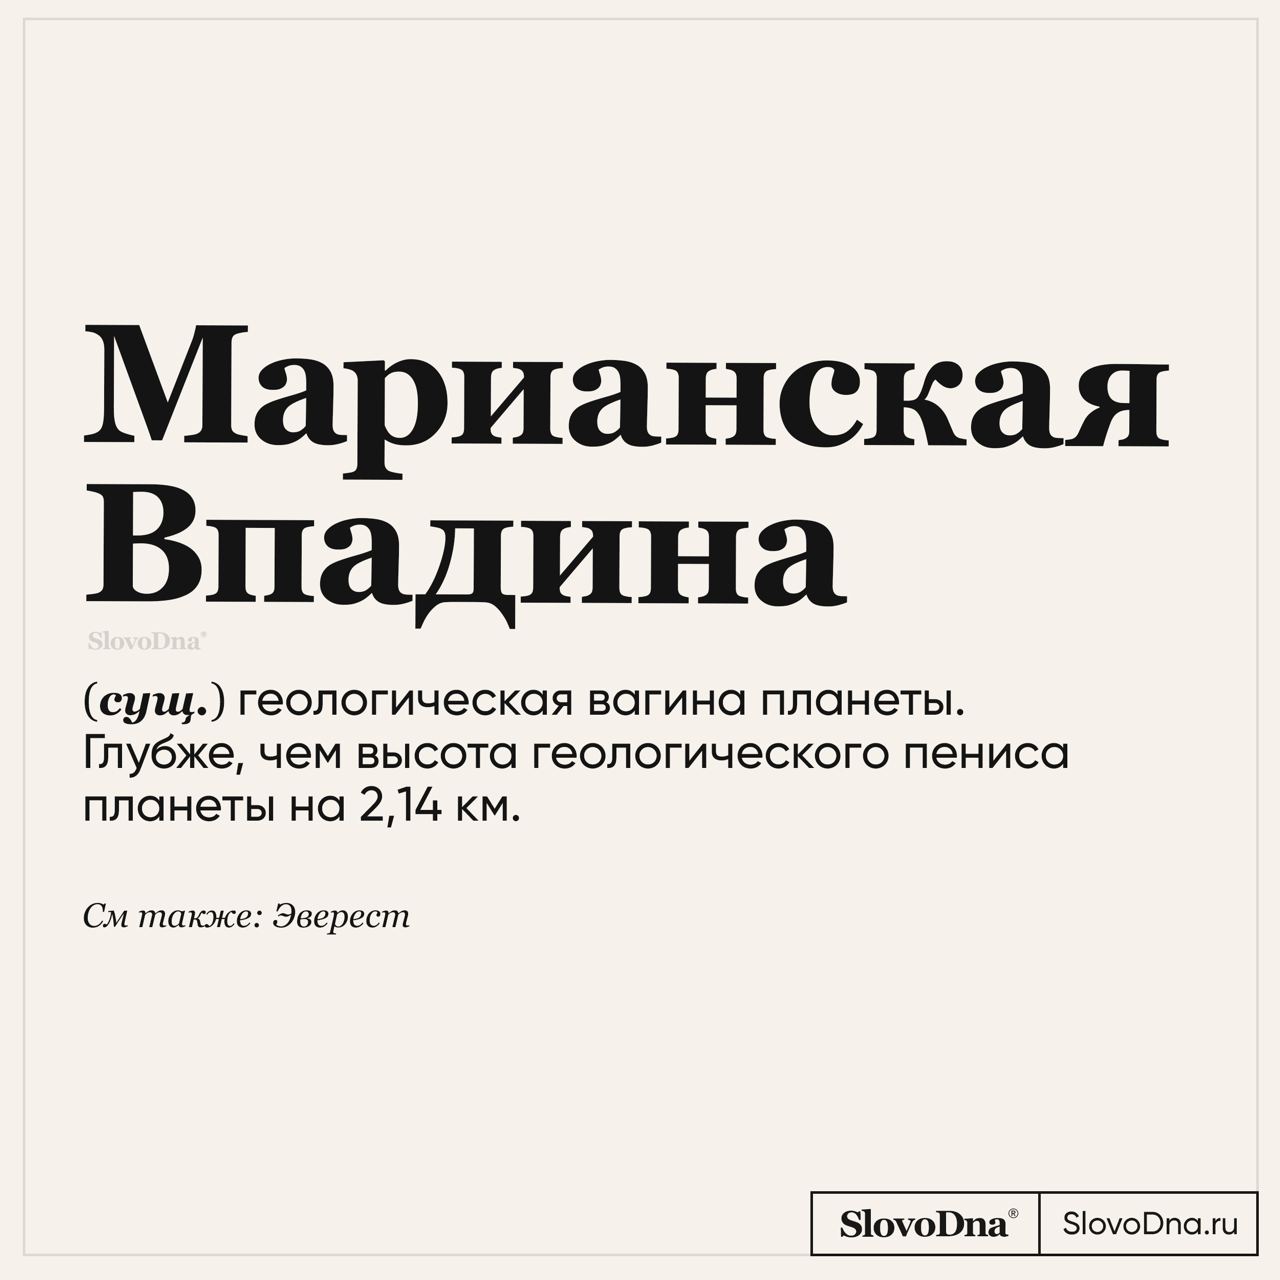 Марианская
Впадина
SlovoDna®
(сущ.) геологическая вагина планеты.
Глубже, чем высота геологического пениса
планеты на 2,14 км.
См также: Эверест
SlovoDna® SlovoDna.ru